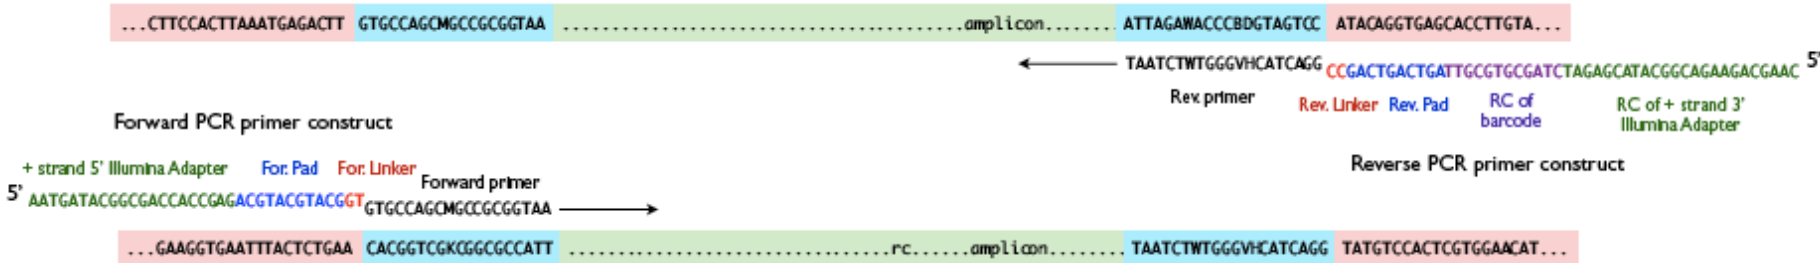 ...CTTCCACTTAAATGAGACTT GTGCCAGCMGCCGCGGTAA ..................................................amplicon....... ATTAGAWACCCBDGTAGTCC ATACAGGTGAGCACCTTGTA...
TAATCTWTGGGVHCATCAGG CCGACTGACTGATTGCGTGCGATCTAGAGCATACGGCAGAAGACGAAC 5'
Rev. primer Rev. Linker Rev. Pad RC of barcode RC of + strand 3' Illumina Adapter
Forward PCR primer construct
Reverse PCR primer construct
+ strand 5' Illumina Adapter For. Pad For. Linker
Forward primer
5' AATGATACGGCGACCACCGAGACGTACGTACGGT GTGCCAGCMGCCGCGGTAA
...GAAGGTGAATTTACTCTGAA CACGGTCGKCGGCGCCATT .......................................rc......amplicon......... TAATCTWTGGGVHCATCAGG TATGTCCACTCGTGGAACAT...